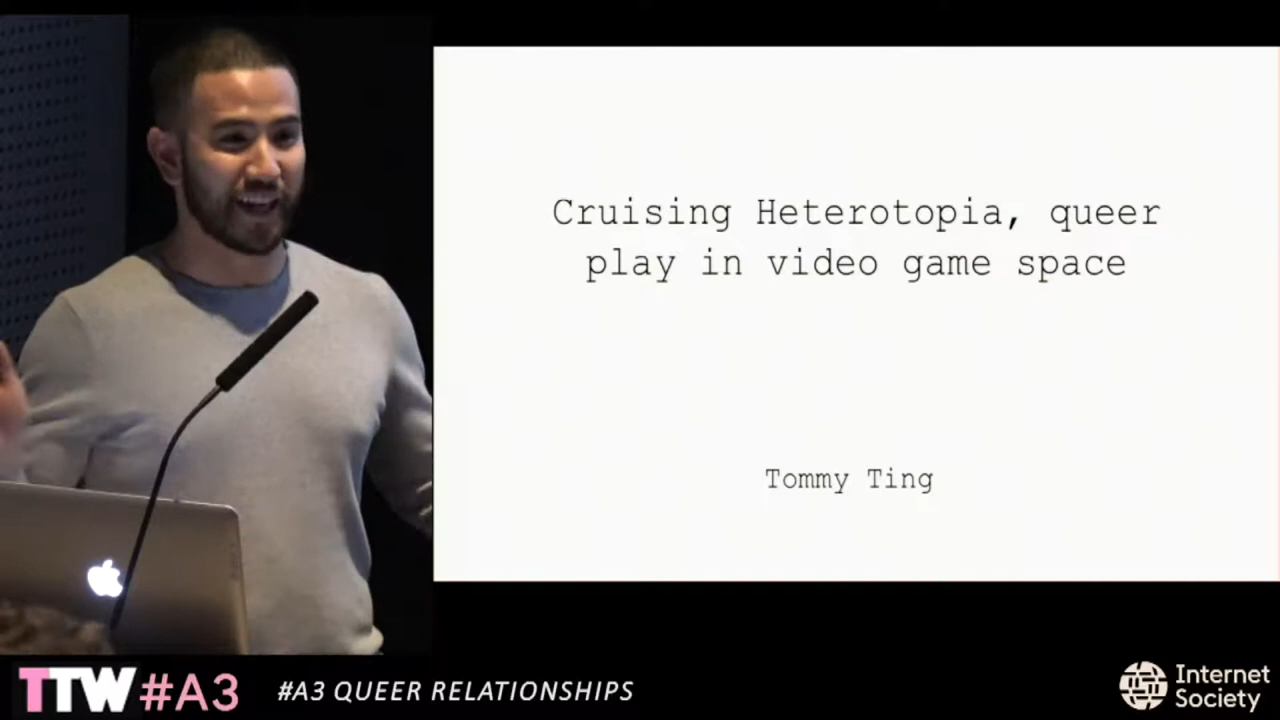 Cruising Heterotopia, queer
play in video game space
Tommy Ting
TTW #A3
#A3 QUEER RELATIONSHIPS
Internet
Society